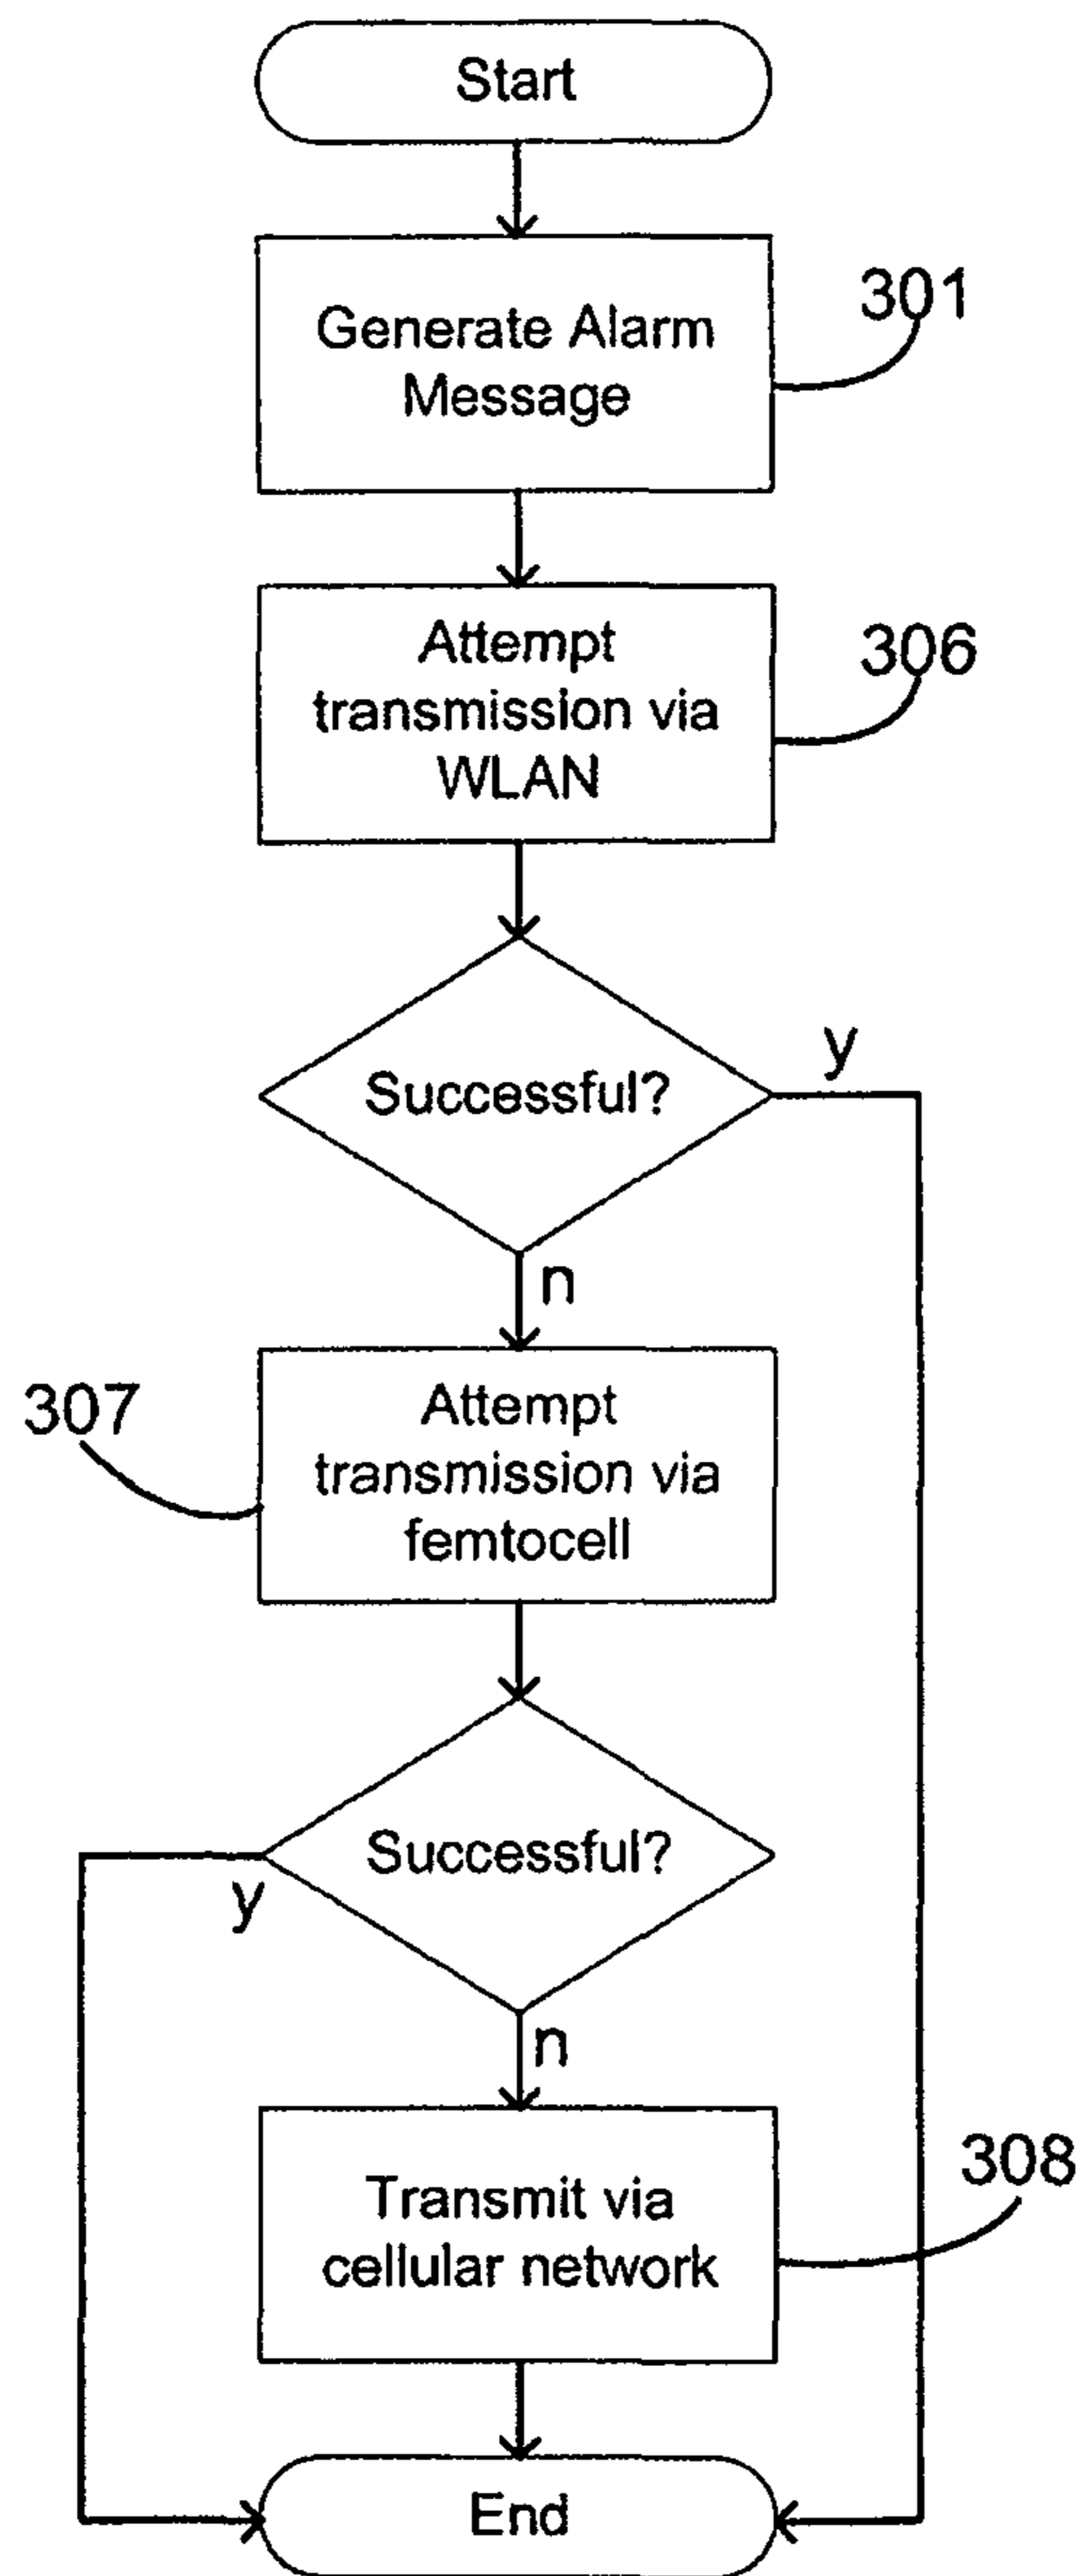 Start
Generate Alarm
Message
301
Attempt
transmission via
WLAN
306
Successful?
y
n
307
Attempt
transmission via
femtocell
Successful?
y
n
Transmit via
cellular network
308
End